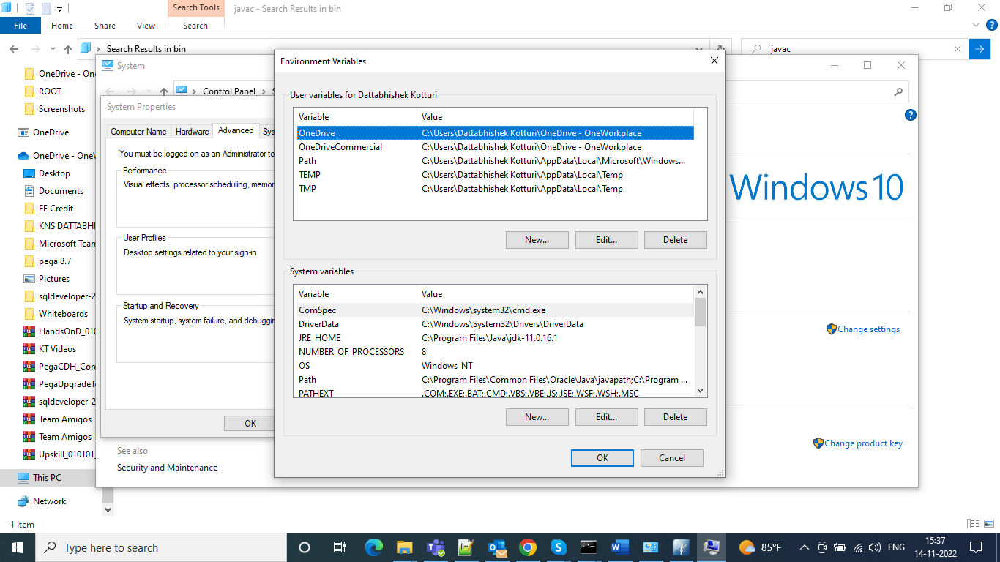 Search Tools
javac - Search Results in bin
File
Home
Share
View
Search
Search Results in bin
javac
OneDrive - On
ROOT
Screenshots
OneDrive
OneDrive - OneW
Desktop
Documents
FE Credit
KNS DATTABHI
Microsoft Team
pega 8.7
Pictures
sqldeveloper-2
Whiteboards
HandsOnD_010
KT Videos
PegaCDH_Core
PegaUpgradeTe
sqldeveloper-2
Team Amigos
Team Amigos_
Upskill_010101_
This PC
Network
1 item
System
Control Panel
System Properties
Computer Name
Hardware
Advanced
Sys
You must be logged on as an Administrator to
Performance
Visual effects, processor scheduling, memor
User Profiles
Desktop settings related to your sign-in
Startup and Recovery
System startup, system failure, and debuggin
OK
See also
Security and Maintenance
Environment Variables
User variables for Dattabhishek Kotturi
Variable Value
OneDrive C:\Users\Dattabhishek Kotturi\OneDrive - OneWorkplace
OneDriveCommercial C:\Users\Dattabhishek Kotturi\OneDrive - OneWorkplace
Path C:\Users\Dattabhishek Kotturi\AppData\Local\Microsoft\Windows...
TEMP C:\Users\Dattabhishek Kotturi\AppData\Local\Temp
TMP C:\Users\Dattabhishek Kotturi\AppData\Local\Temp
New... Edit... Delete
System variables
Variable Value
ComSpec C:\Windows\system32\cmd.exe
DriverData C:\Windows\System32\Drivers\DriverData
JRE_HOME C:\Program Files\Java\jdk-11.0.16.1
NUMBER_OF_PROCESSORS 8
OS Windows_NT
Path C:\Program Files\Common Files\Oracle\Java\javapath;C:\Program ...
PATHEXT .COM;.EXE;.BAT;.CMD;.VBS;.VBE;.JS;.JSE;.WSF;.WSH;.MSC
New... Edit... Delete
OK Cancel
Windows 10
Change settings
Change product key
Type here to search
85°F
ENG
15:37
14-11-2022